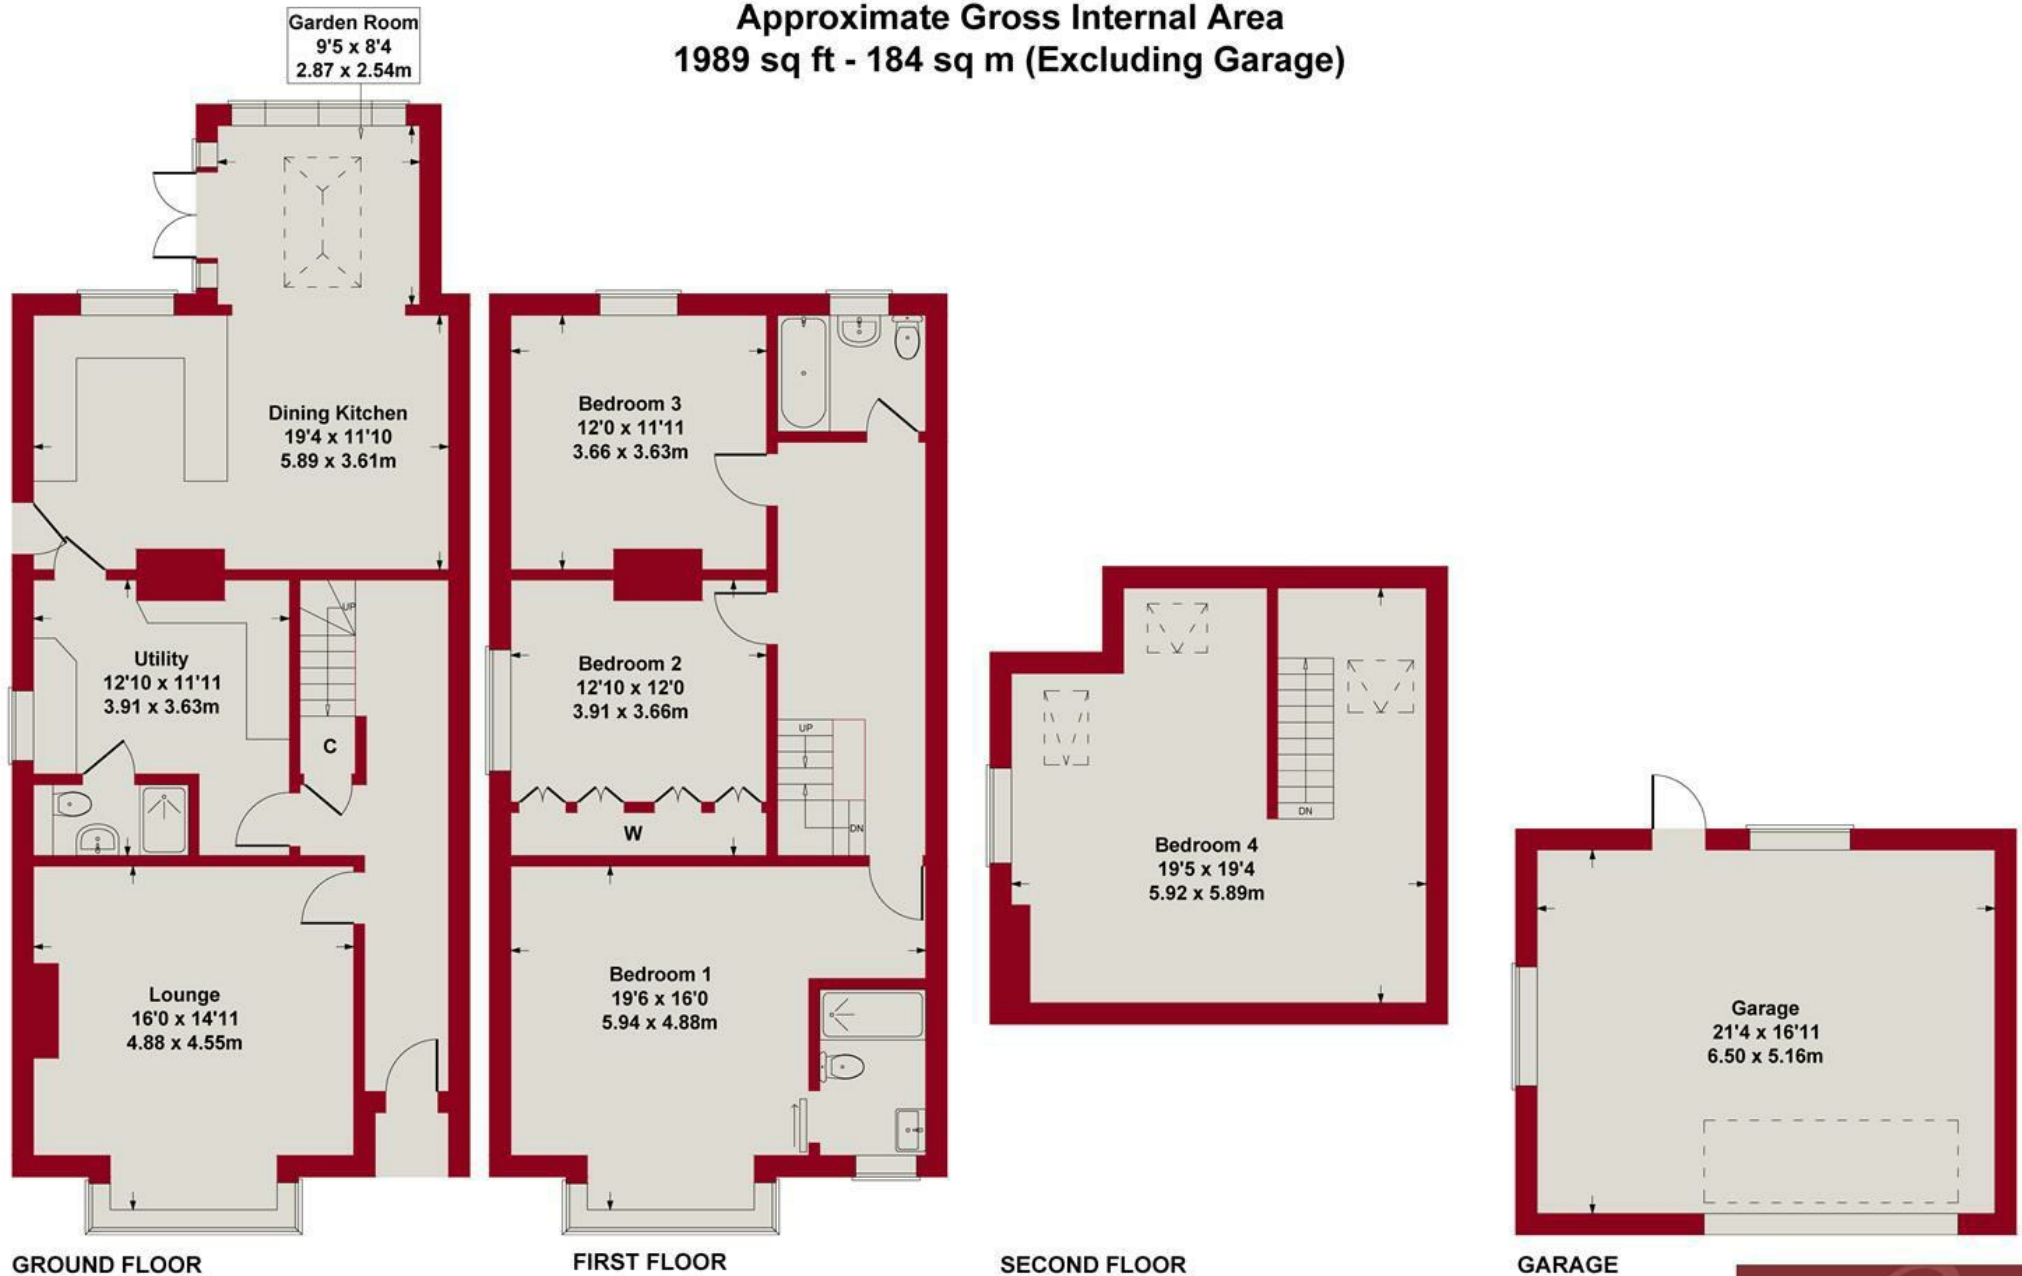 Approximate Gross Internal Area
1989 sq ft - 184 sq m (Excluding Garage)
Garden Room
9'5 x 8'4
2.87 x 2.54m
Dining Kitchen
19'4 x 11'10
5.89 x 3.61m
UP
Utility
12'10 x 11'11
3.91 x 3.63m
C
Lounge
16'0 x 14'11
4.88 x 4.55m
GROUND FLOOR
Bedroom 3
12'0 x 11'11
3.66 x 3.63m
Bedroom 2
12'10 x 12'0
3.91 x 3.66m
UP
DN
W
Bedroom 1
19'6 x 16'0
5.94 x 4.88m
FIRST FLOOR
DN
Bedroom 4
19'5 x 19'4
5.92 x 5.89m
SECOND FLOOR
Garage
21'4 x 16'11
6.50 x 5.16m
GARAGE